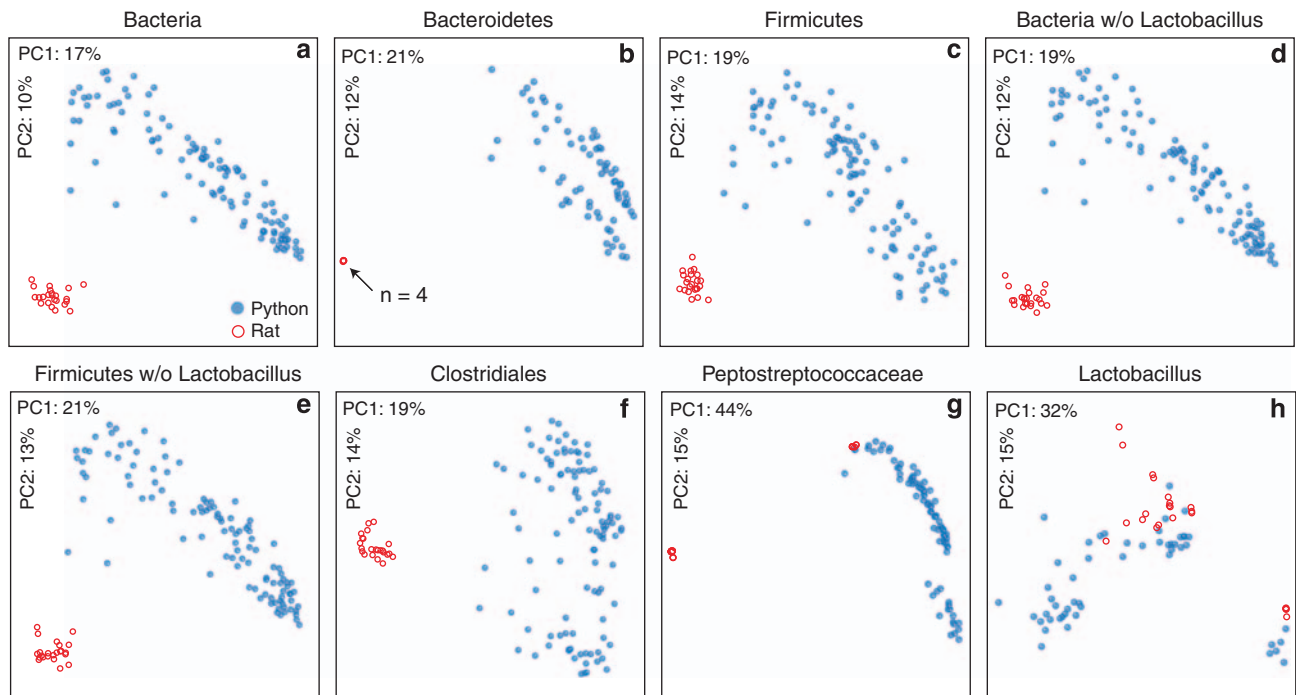 Bacteria
Bacteroidetes
Firmicutes
Bacteria w/o Lactobacillus
PC1: 17%
a
PC2: 10%
Python
Rat
PC1: 21%
b
PC2: 12%
n = 4
PC1: 19%
c
PC2: 14%
PC1: 19%
d
PC2: 12%
Firmicutes w/o Lactobacillus
Clostridiales
Peptostreptococcaceae
Lactobacillus
PC1: 21%
e
PC2: 13%
PC1: 19%
f
PC2: 14%
PC1: 44%
g
PC2: 15%
PC1: 32%
h
PC2: 15%